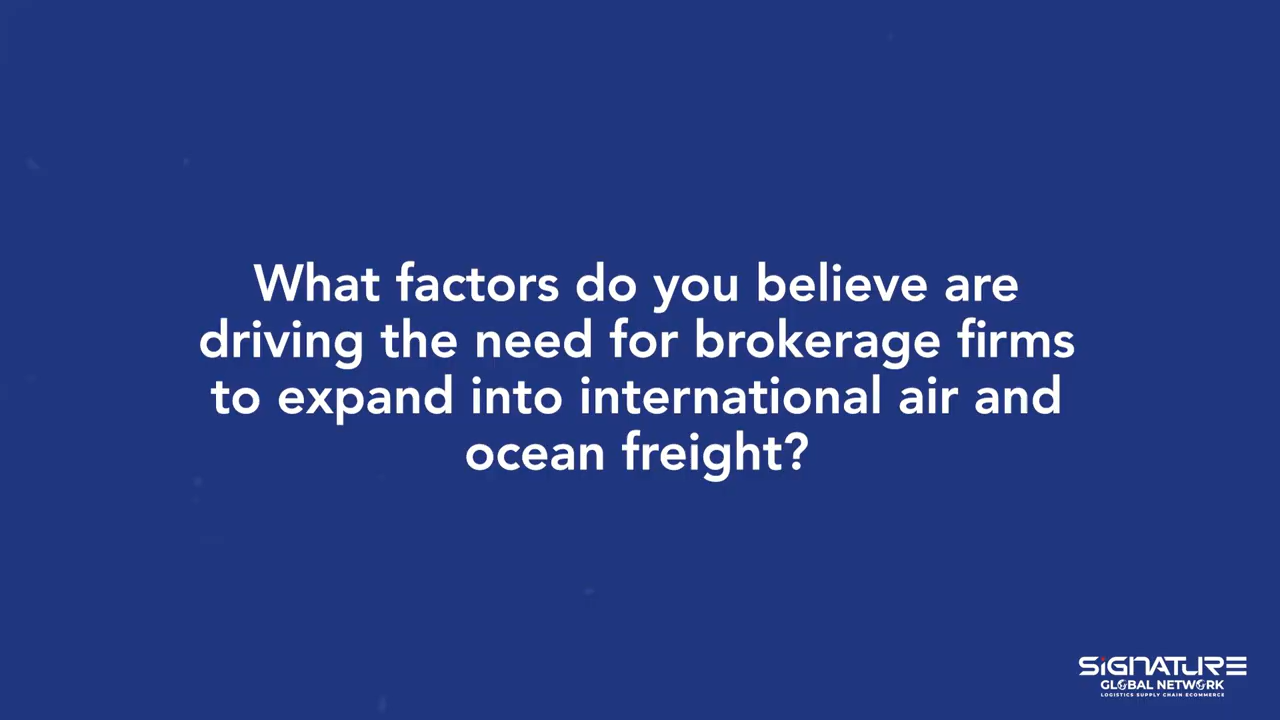 What factors do you believe are
driving the need for brokerage firms
to expand into international air and
ocean freight?
SIGNATURE
GLOBAL NETWORK
LOGISTICS SUPPLY CHAIN ECOMMERCE